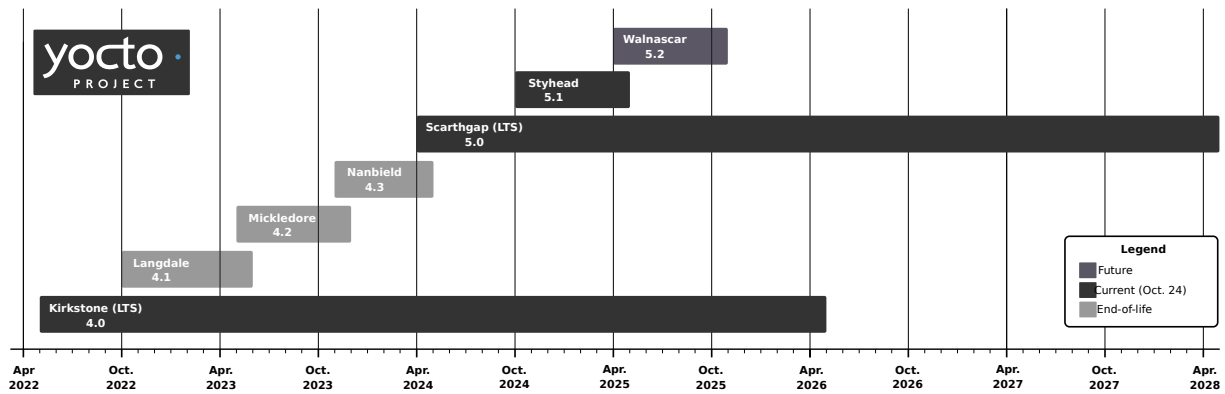 yocto
PROJECT
Walnascar
5.2
Styhead
5.1
Scarthgap (LTS)
5.0
Nanbield
4.3
Mickledore
4.2
Langdale
4.1
Kirkstone (LTS)
4.0
Legend
Future
Current (Oct. 24)
End-of-life
Apr
2022
Oct.
2022
Apr.
2023
Oct.
2023
Apr.
2024
Oct.
2024
Apr.
2025
Oct.
2025
Apr.
2026
Oct.
2026
Apr.
2027
Oct.
2027
Apr.
2028